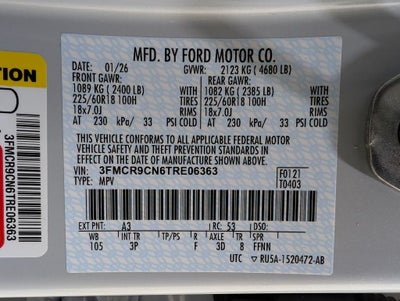 MFD. BY FORD MOTOR CO.
DATE: 01/26 GVWR: 2123 KG ( 4680 LB)
FRONT GAWR: REAR GAWR:
1089 KG ( 2400 LB) WITH 1082 KG ( 2385 LB) WITH
225/60R18 100H TIRES 225/60R18 100H TIRES
18x7.0J RIMS 18x7.0J RIMS
AT 230 kPa/ 33 PSI COLD AT 230 kPa/ 33 PSI COLD
THIS VEHICLE CONFORMS TO ALL APPLICABLE FEDERAL MOTOR
VEHICLE SAFETY AND THEFT PREVENTION STANDARDS IN
EFFECT ON THE DATE OF MANUFACTURE SHOWN ABOVE.
VIN: 3FMCR9CN6TRE06363 F0121
TYPE: MPV T0403
EXT PNT: A3 RC: 53 DSO:
WB INT TR TP/PS R AXLE TR SPR
105 3P F 3D 8 FFNN
UTC RU5A-1520472-AB
TION
3FMCR9CN6TRE06363